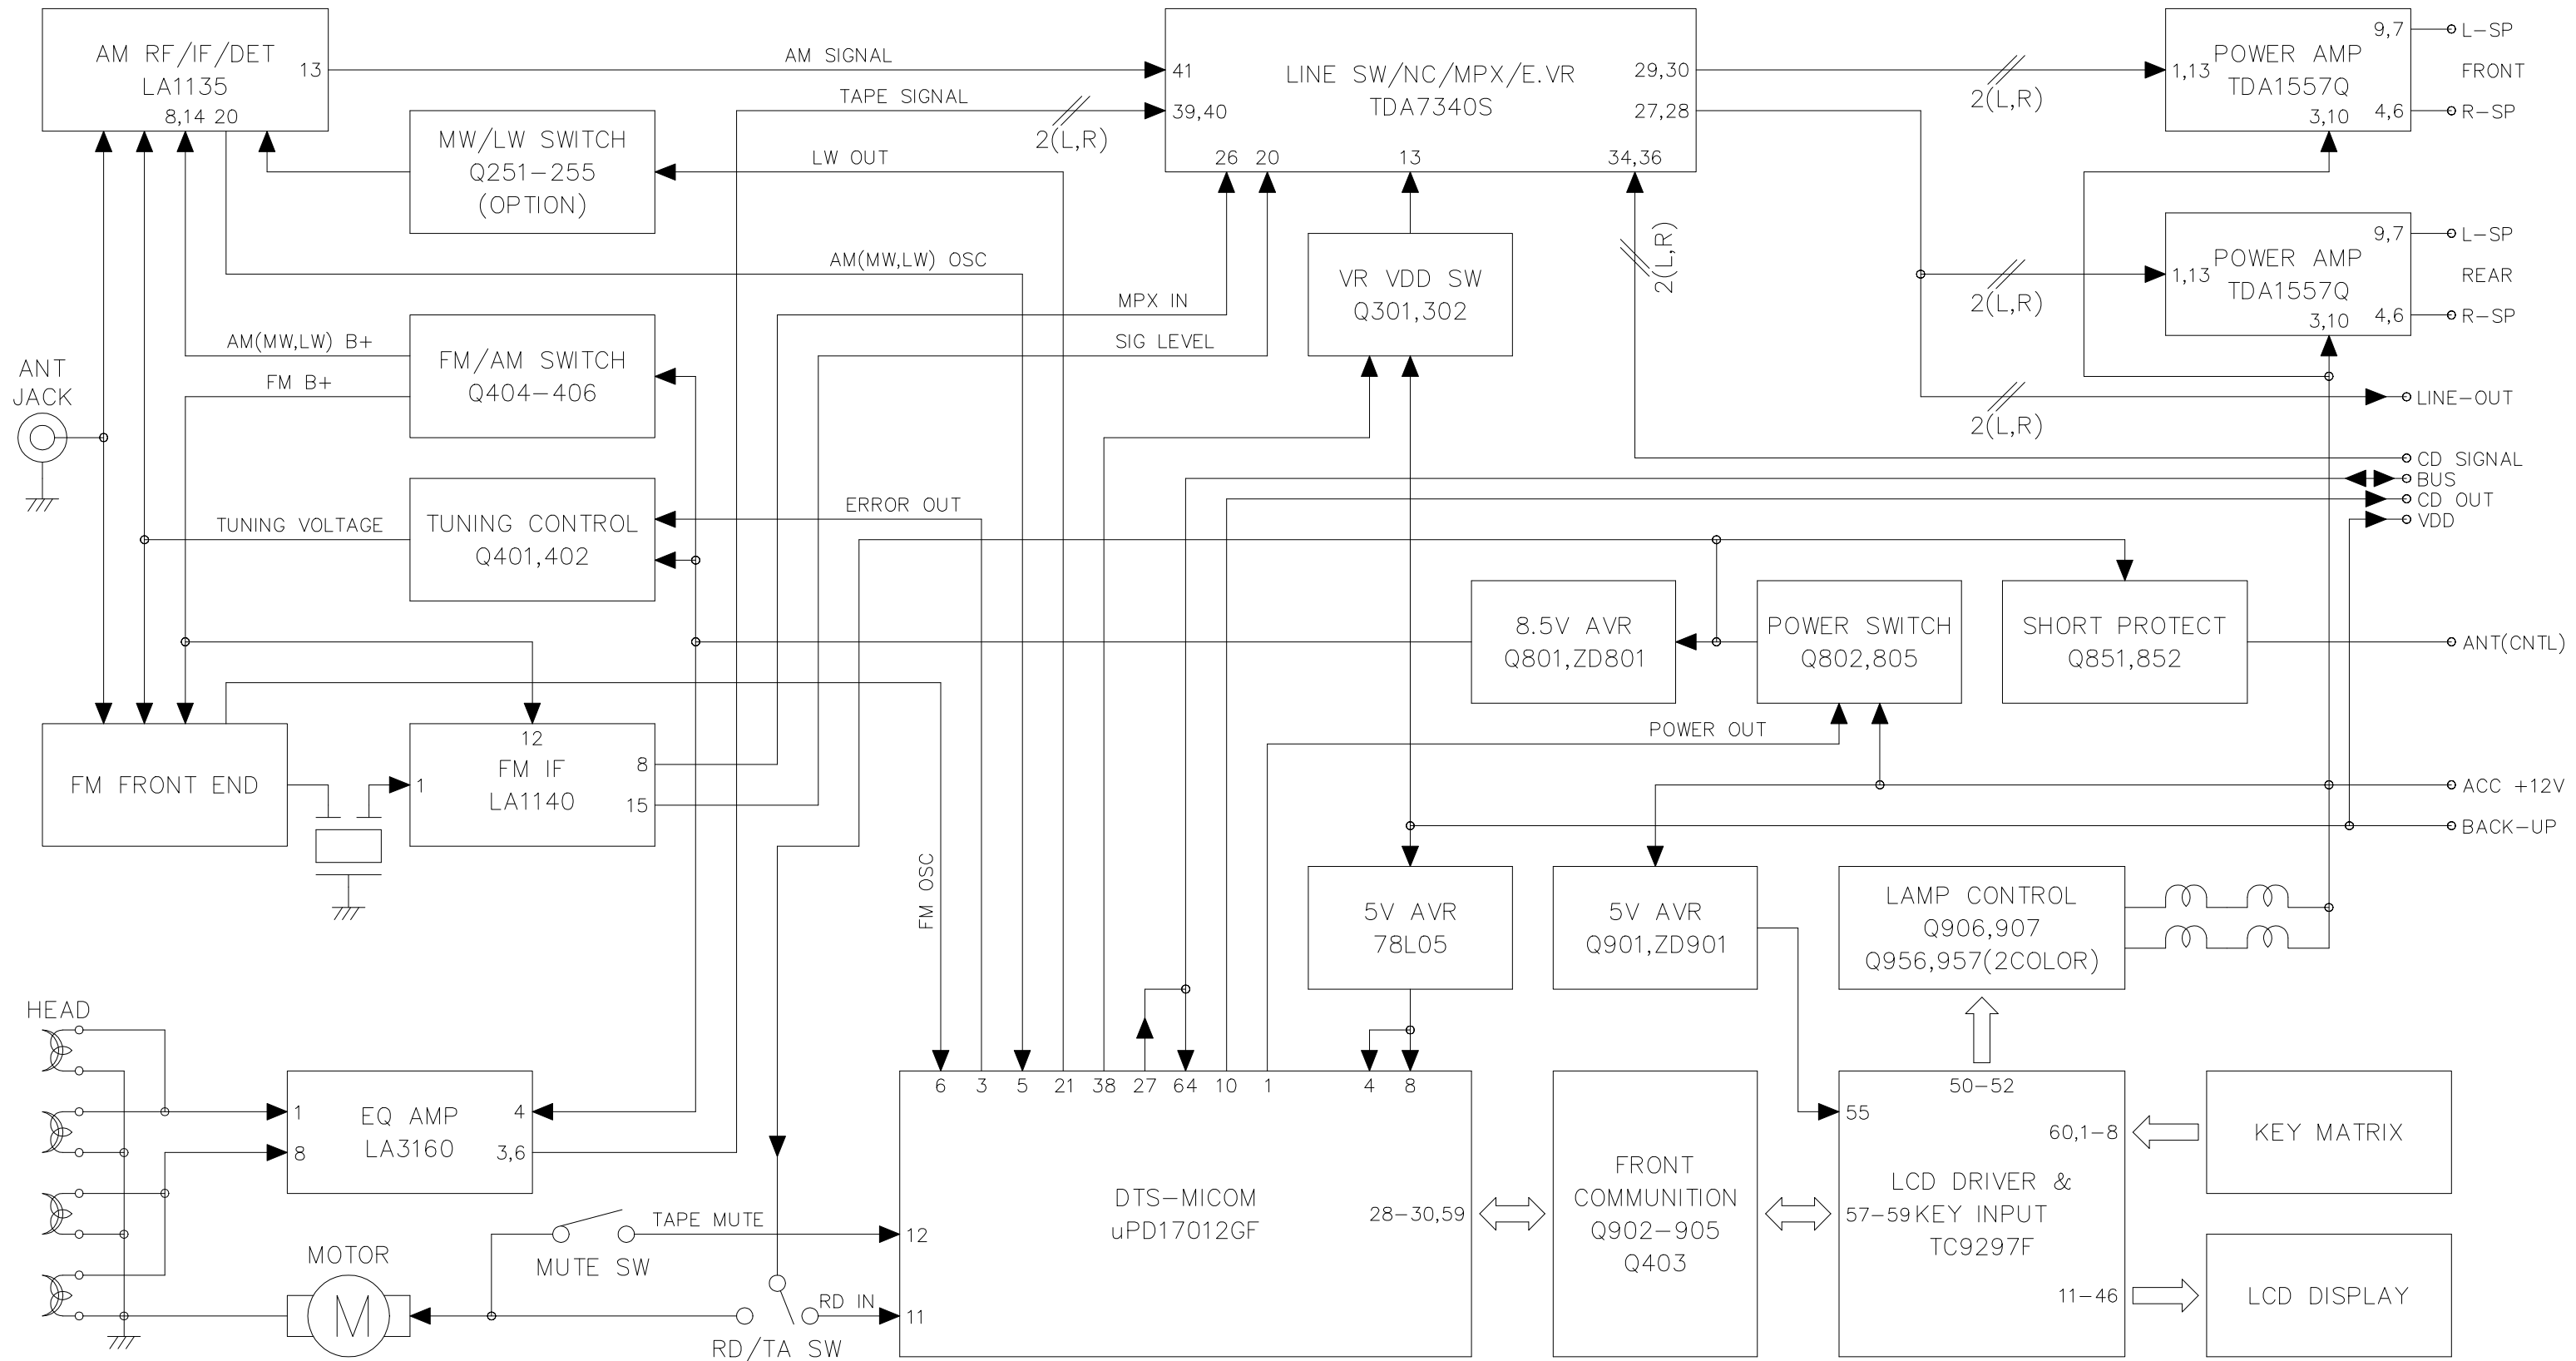 AM RF/IF/DET
LA1135
13
8,14 20
AM SIGNAL
TAPE SIGNAL
2(L,R)
41
39,40
LINE SW/NC/MPX/E.VR
TDA7340S
29,30
27,28
26 20 13 34,36
2(L,R)
1,13
POWER AMP
TDA1557Q
9,7
3,10
4,6
L-SP
FRONT
R-SP
MW/LW SWITCH
Q251-255
(OPTION)
LW OUT
AM(MW,LW) OSC
MPX IN
SIG LEVEL
VR VDD SW
Q301,302
2(L,R)
2(L,R)
1,13
POWER AMP
TDA1557Q
9,7
3,10
4,6
L-SP
REAR
R-SP
AM(MW,LW) B+
FM B+
FM/AM SWITCH
Q404-406
ANT
JACK
2(L,R)
LINE-OUT
CD SIGNAL
BUS
CD OUT
VDD
TUNING VOLTAGE
TUNING CONTROL
Q401,402
ERROR OUT
8.5V AVR
Q801,ZD801
POWER SWITCH
Q802,805
SHORT PROTECT
Q851,852
ANT(CNTL)
POWER OUT
FM FRONT END
12
1
FM IF
LA1140
8
15
ACC +12V
BACK-UP
FM OSC
5V AVR
78L05
5V AVR
Q901,ZD901
LAMP CONTROL
Q906,907
Q956,957(2COLOR)
HEAD
1
8
EQ AMP
LA3160
4
3,6
6 3 5 21 38 27 64 10 1 4 8
DTS-MICOM
uPD17012GF
12
11
28-30,59
TAPE MUTE
MUTE SW
MOTOR
M
RD IN
RD/TA SW
FRONT
COMMUNITION
Q902-905
Q403
50-52
55
60,1-8
LCD DRIVER &
57-59 KEY INPUT
TC9297F
11-46
KEY MATRIX
LCD DISPLAY